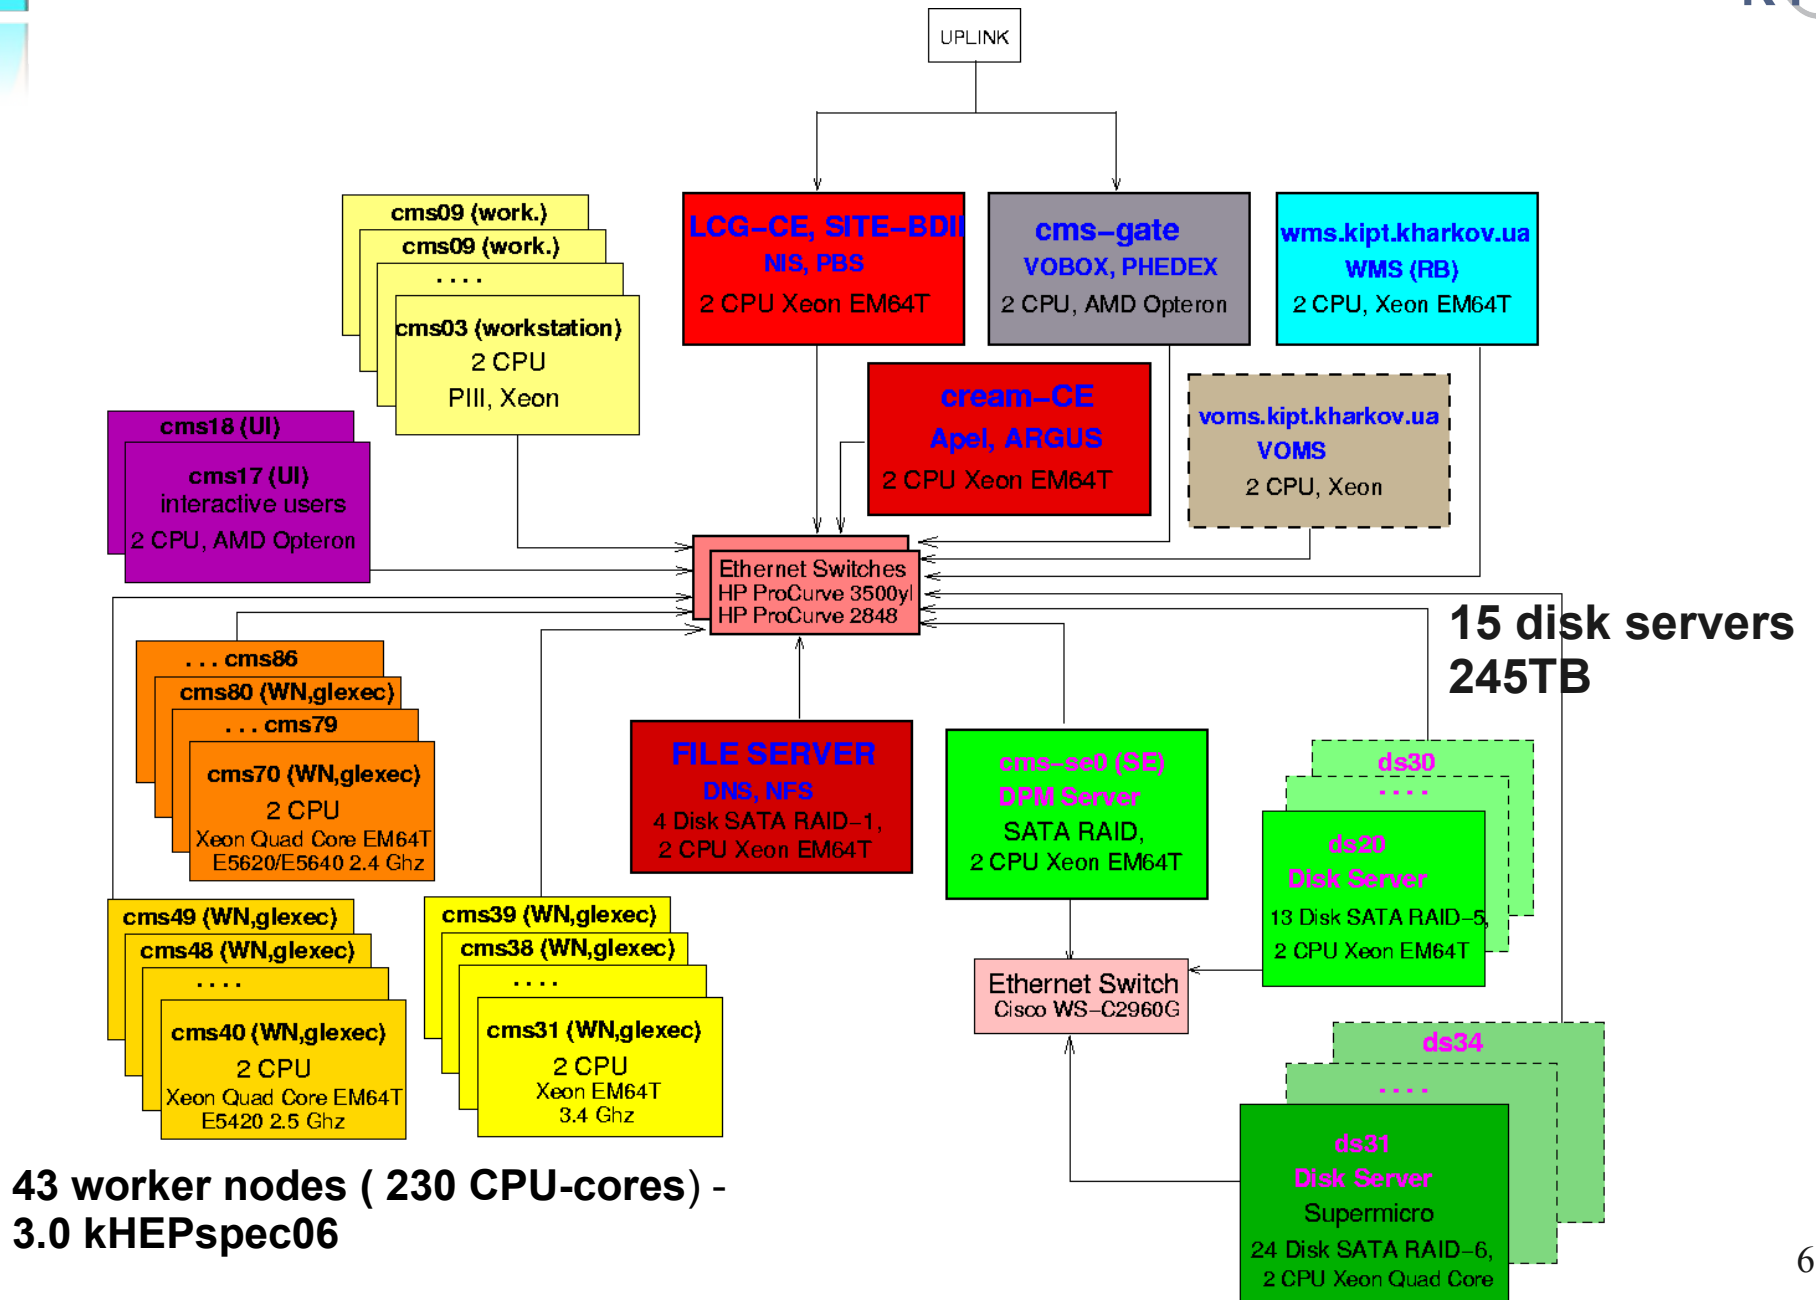 UPLINK
cms09 (work.)
cms09 (work.)
. . . .
cms03 (workstation)
2 CPU
PIII, Xeon
LCG-CE, SITE-BDII
NIS, PBS
2 CPU Xeon EM64T
cms-gate
VOBOX, PHEDEX
2 CPU, AMD Opteron
wms.kipt.kharkov.ua
WMS (RB)
2 CPU, Xeon EM64T
cream-CE
Apel, ARGUS
2 CPU Xeon EM64T
voms.kipt.kharkov.ua
VOMS
2 CPU, Xeon
cms18 (UI)
cms17 (UI)
interactive users
2 CPU, AMD Opteron
Ethernet Switches
HP ProCurve 3500yl
HP ProCurve 2848
15 disk servers
245TB
. . . cms86
cms80 (WN,glexec)
. . . cms79
cms70 (WN,glexec)
2 CPU
Xeon Quad Core EM64T
E5620/E5640 2.4 Ghz
FILE SERVER
DNS, NFS
4 Disk SATA RAID-1,
2 CPU Xeon EM64T
cms-se0 (SE)
DPM Server
SATA RAID,
2 CPU Xeon EM64T
ds30
. . . .
ds20
Disk Server
13 Disk SATA RAID-5,
2 CPU Xeon EM64T
cms49 (WN,glexec)
cms48 (WN,glexec)
. . . .
cms40 (WN,glexec)
2 CPU
Xeon Quad Core EM64T
E5420 2.5 Ghz
cms39 (WN,glexec)
cms38 (WN,glexec)
. . . .
cms31 (WN,glexec)
2 CPU
Xeon EM64T
3.4 Ghz
Ethernet Switch
Cisco WS-C2960G
ds34
. . . .
ds31
Disk Server
Supermicro
24 Disk SATA RAID-6,
2 CPU Xeon Quad Core
43 worker nodes ( 230 CPU-cores) -
3.0 kHEPspec06
6